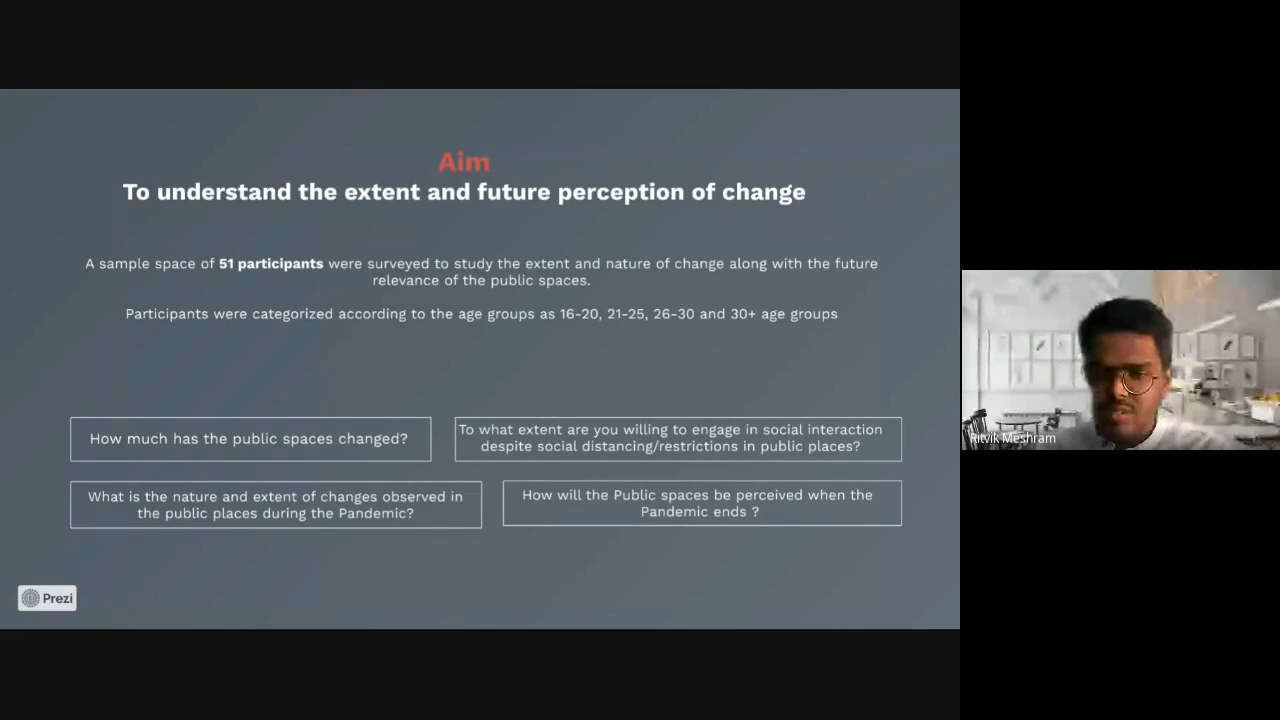 Aim
To understand the extent and future perception of change
A sample space of 51 participants were surveyed to study the extent and nature of change along with the future
relevance of the public spaces.
Participants were categorized according to the age groups as 16-20, 21-25, 26-30 and 30+ age groups
How much has the public spaces changed?
To what extent are you willing to engage in social interaction
despite social distancing/restrictions in public places?
What is the nature and extent of changes observed in
the public places during the Pandemic?
How will the Public spaces be perceived when the
Pandemic ends ?
Prezi
Ritvik Meshram